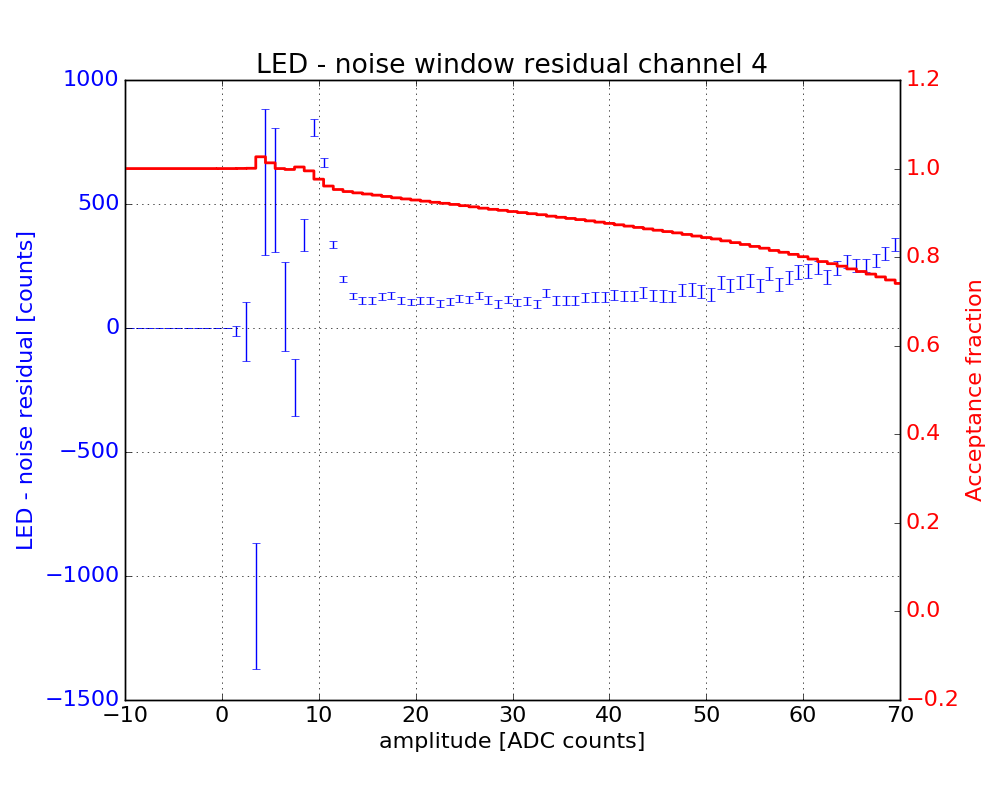 LED - noise window residual channel 4
1000
500
0
−500
−1000
−1500
LED - noise residual [counts]
1.2
1.0
0.8
0.6
0.4
0.2
0.0
−0.2
Acceptance fraction
−10 0 10 20 30 40 50 60 70
amplitude [ADC counts]